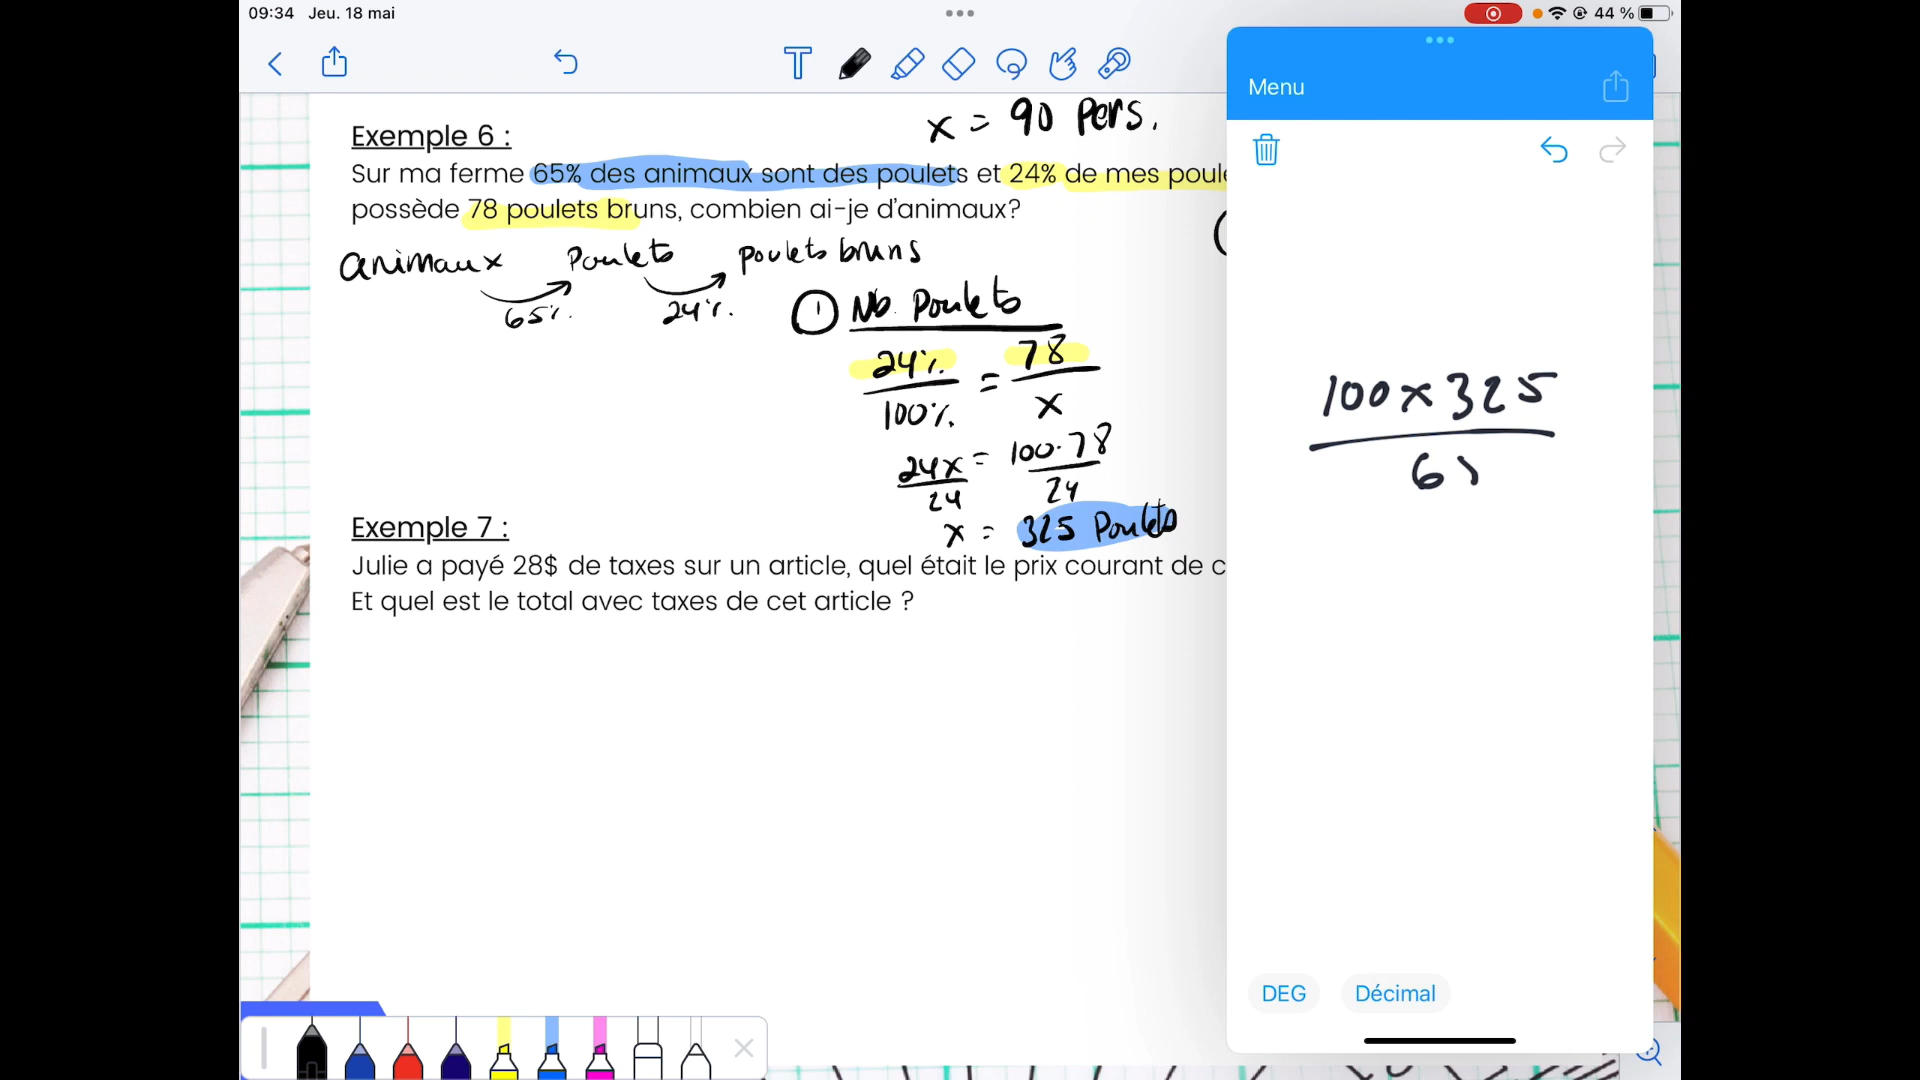 09:34 Jeu. 18 mai
44 %
x = 90 Pers.
Exemple 6 :
Sur ma ferme 65% des animaux sont des poulets et 24% de mes poule
possède 78 poulets bruns, combien ai-je d'animaux?
animaux Poulets poulets bruns
65% 24%
1 Nb. Poulets
24% = 78
100% x
24x = 100·78
24 24
x = 325 Poulets
Exemple 7 :
Julie a payé 28$ de taxes sur un article, quel était le prix courant de c
Et quel est le total avec taxes de cet article ?
Menu
100 x 325
DEG Décimal